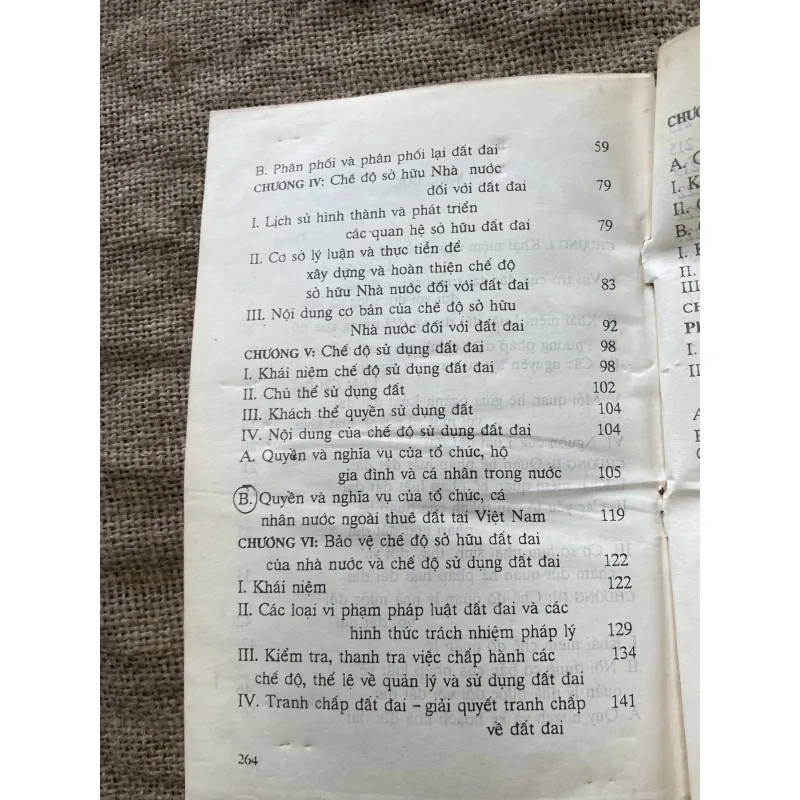 B. Phân phối và phân phối lại đất đai 59
CHƯƠNG IV: Chế độ sở hữu Nhà nước
đối với đất đai 79
I. Lịch sử hình thành và phát triển
các quan hệ sở hữu đất đai 79
II. Cơ sở lý luận và thực tiễn để
xây dựng và hoàn thiện chế độ
sở hữu Nhà nước đối với đất đai 83
III. Nội dung cơ bản của chế độ sở hữu
Nhà nước đối với đất đai 92
CHƯƠNG V: Chế độ sử dụng đất đai 98
I. Khái niệm chế độ sử dụng đất đai 98
II. Chủ thể sử dụng đất 102
III. Khách thể quyền sử dụng đất 104
IV. Nội dung của chế độ sử dụng đất đai 104
A. Quyền và nghĩa vụ của tổ chức, hộ
gia đình và cá nhân trong nước 105
B. Quyền và nghĩa vụ của tổ chức, cá
nhân nước ngoài thuê đất tại Việt Nam 119
CHƯƠNG VI: Bảo vệ chế độ sở hữu đất đai
của nhà nước và chế độ sử dụng đất đai 122
I. Khái niệm 122
II. Các loại vi phạm pháp luật đất đai và các
hình thức trách nhiệm pháp lý 129
III. Kiểm tra, thanh tra việc chấp hành các 134
chế độ, thể lệ về quản lý và sử dụng đất đai
IV. Tranh chấp đất đai – giải quyết tranh chấp 141
về đất đai
264
A.
I.
II.
B.
I.
II.
III.
I.
II